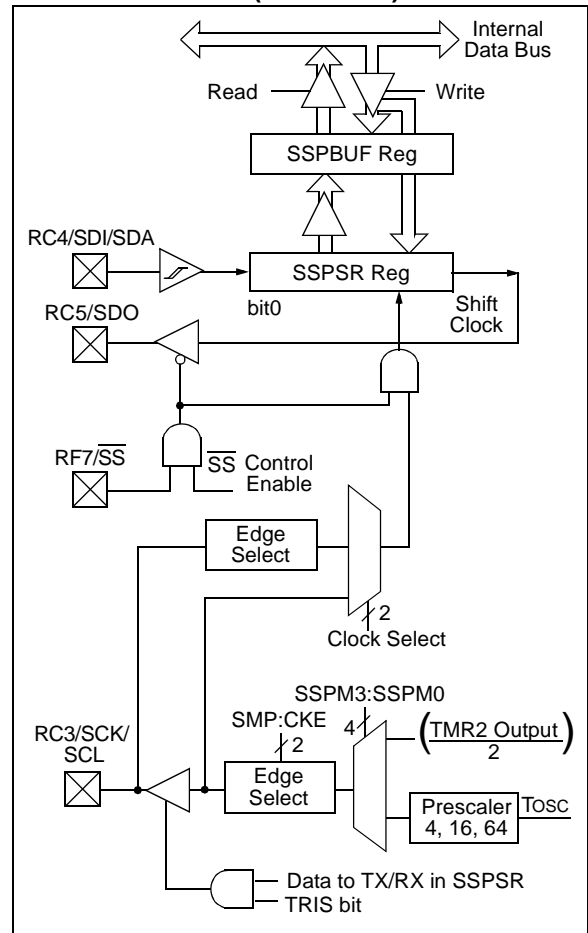 Internal
Data Bus
Read
Write
SSPBUF Reg
RC4/SDI/SDA
SSPSR Reg
RC5/SDO
bit0
Shift
Clock
RF7/S̅S̅
S̅S̅ Control
Enable
Edge
Select
2
Clock Select
SSPM3:SSPM0
SMP:CKE
4
(TMR2 Output
2)
RC3/SCK/
SCL
2
Edge
Select
Prescaler
4, 16, 64
TOSC
Data to TX/RX in SSPSR
TRIS bit